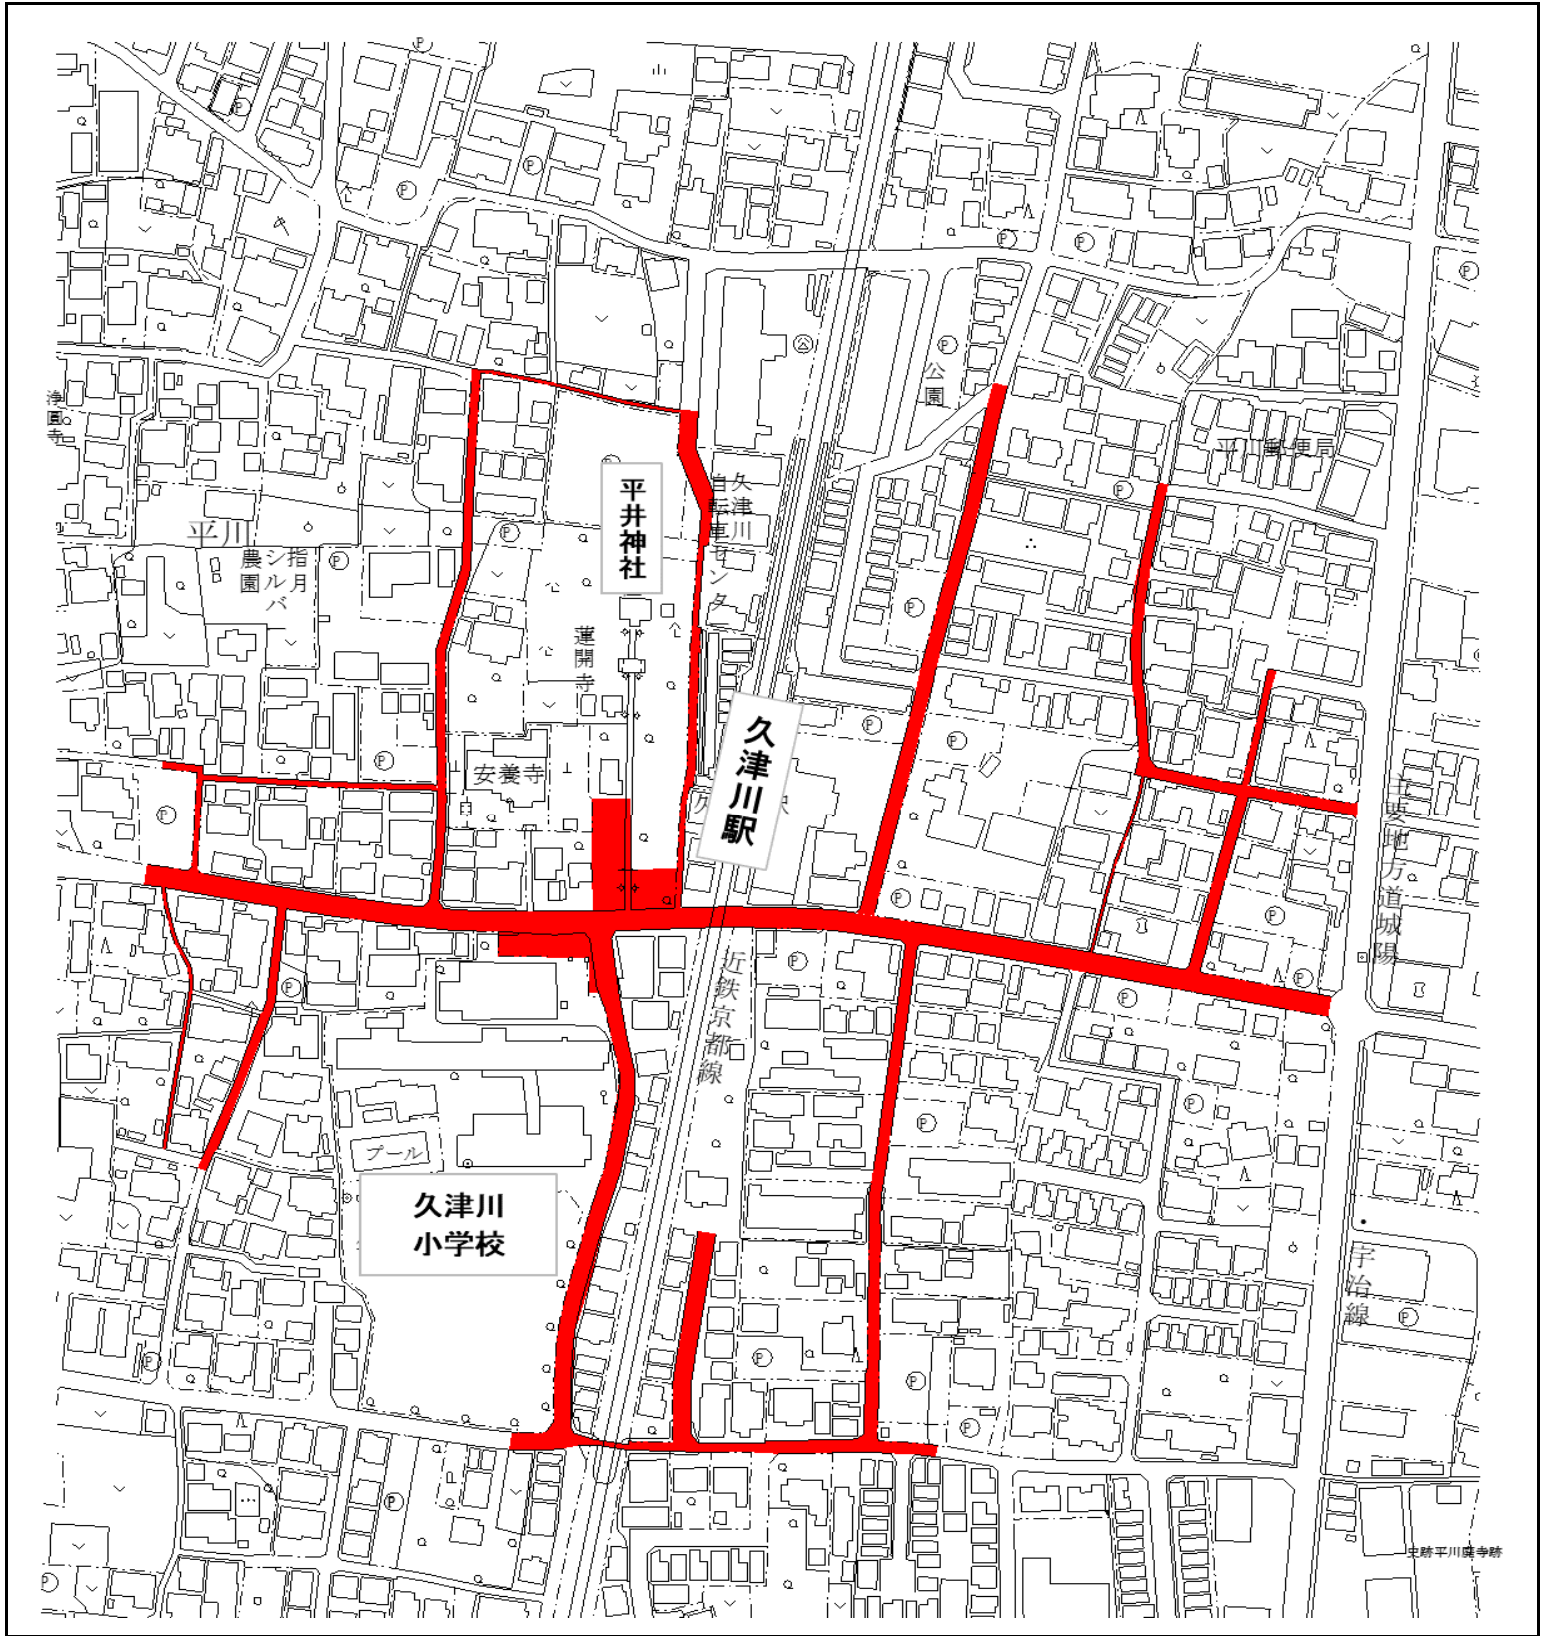 公園
浄園寺
平川郵便局
平井神社
久津川
自転車センター
平川
指月
シルバー
農園
蓮開寺
久津川駅
安養寺
主要地方道城陽
宇治線
近鉄京都線
プール
久津川
小学校
史跡平川廃寺跡